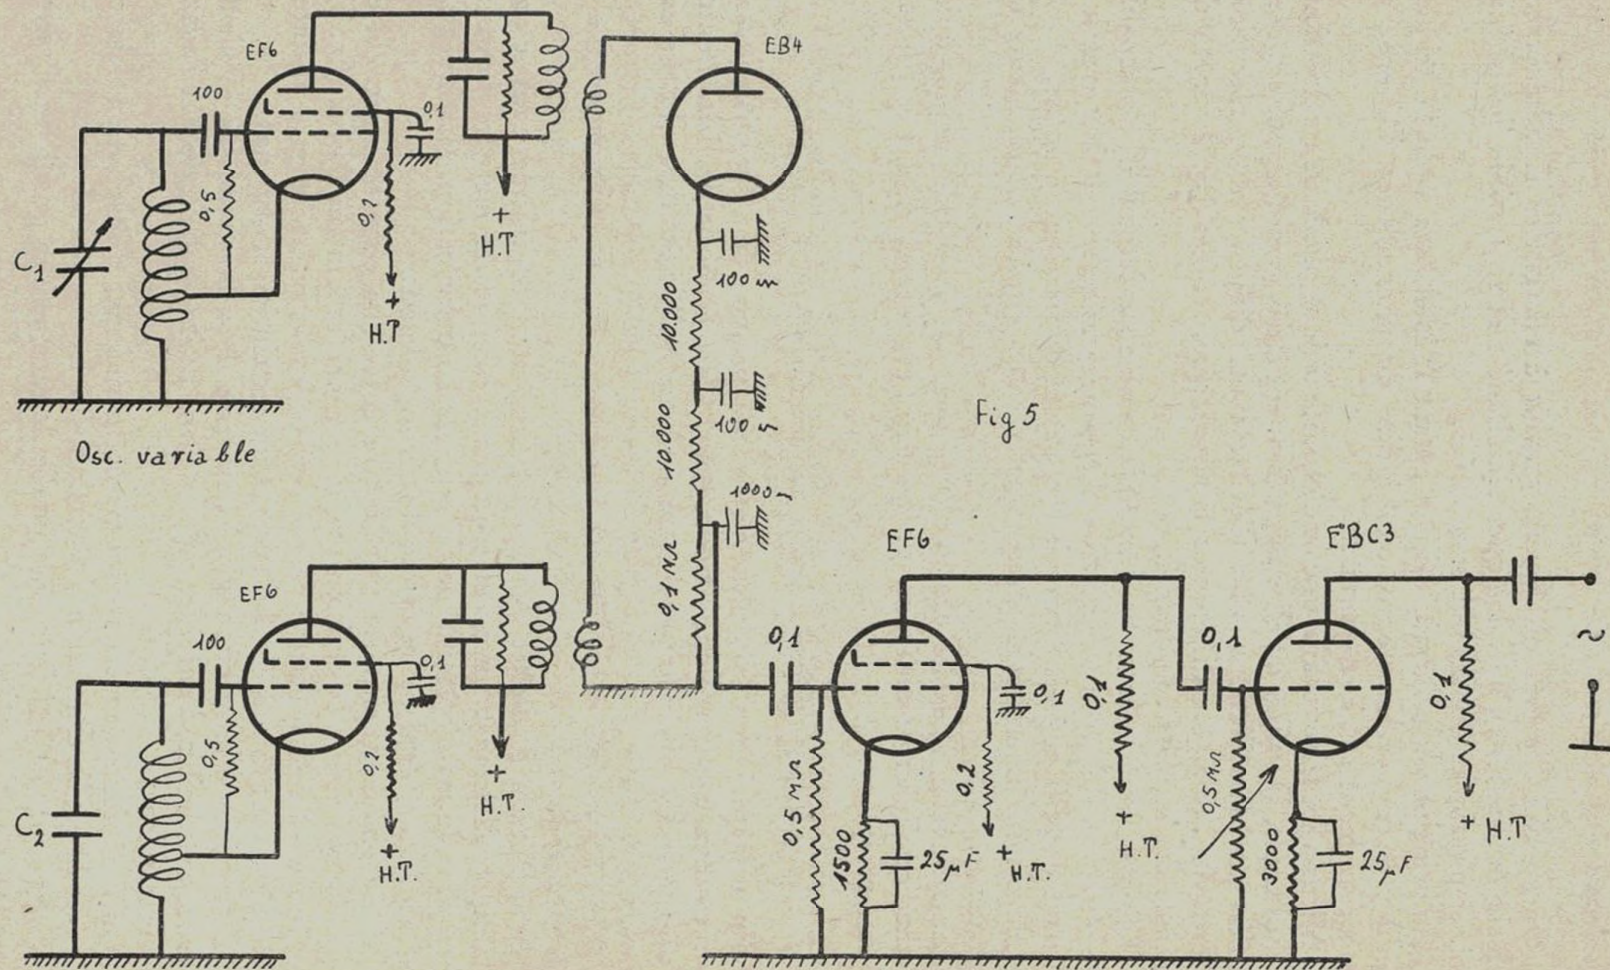 EF6
100
0,1
0,5
0,2
+
H.T
+
H.T
C1
Osc. variable
EB4
100 m
10.000
100 m
10.000
1000 m
0,1 MΩ
Fig 5
EF6
100
0,1
0,5
0,2
+
H.T.
+
H.T.
C2
EF6
0,1
0,5 MΩ
1500
25μF
0,1
0,2
+
H.T.
0,1
+
H.T.
EBC3
0,1
0,5 MΩ
3000
25μF
0,1
+ H.T
~